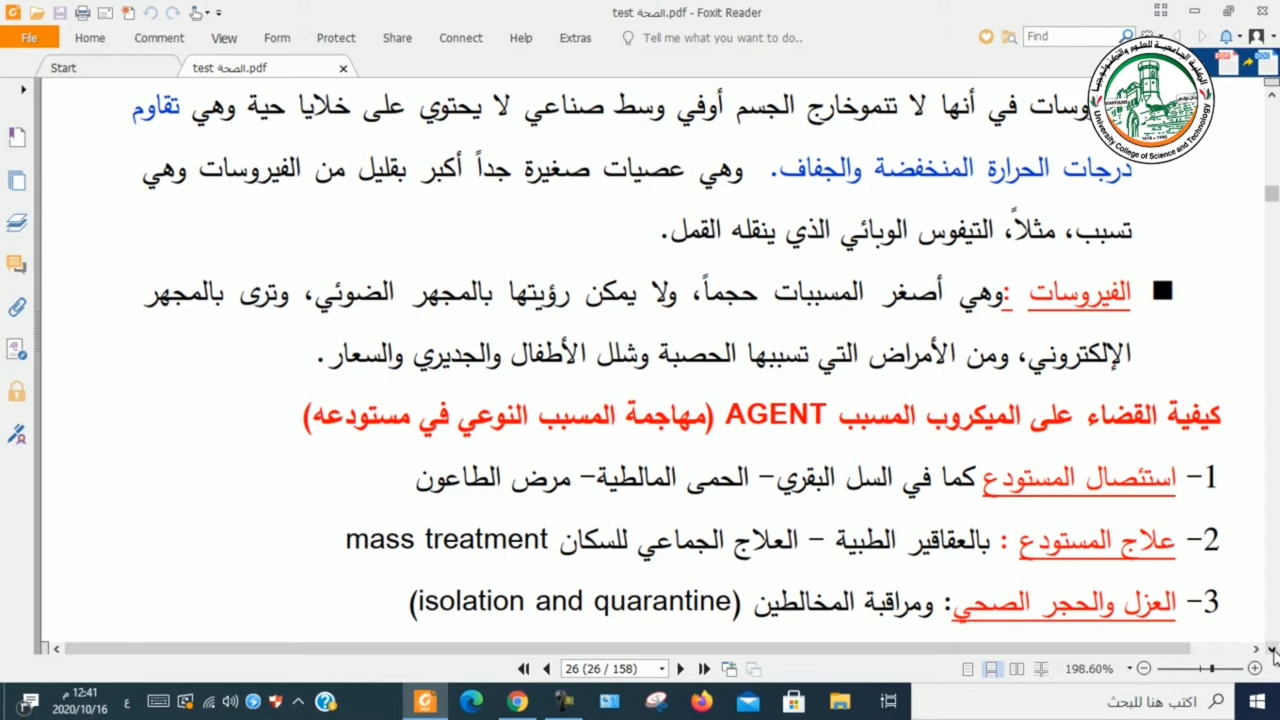 test الصحة.pdf - Foxit Reader
File Home Comment View Form Protect Share Connect Help Extras Tell me what you want to do.. Find
Start test الصحة.pdf
وسات في أنها لا تنموخارج الجسم أوفي وسط صناعي لا يحتوي على خلايا حية وهي تقاوم
درجات الحرارة المنخفضة والجفاف. وهي عصيات صغيرة جداً أكبر بقليل من الفيروسات وهي
تسبب، مثلاً، التيفوس الوبائي الذي ينقله القمل.
■ الفيروسات :وهي أصغر المسببات حجماً، ولا يمكن رؤيتها بالمجهر الضوئي، وترى بالمجهر
الإلكتروني، ومن الأمراض التي تسببها الحصبة وشلل الأطفال والجديري والسعار.
كيفية القضاء على الميكروب المسبب AGENT (مهاجمة المسبب النوعي في مستودعه)
1- استئصال المستودع كما في السل البقري- الحمى المالطية- مرض الطاعون
2- علاج المستودع : بالعقاقير الطبية - العلاج الجماعي للسكان mass treatment
3- العزل والحجر الصحي: ومراقبة المخالطين (isolation and quarantine)
University College of Science and Technology
26 (26 / 158) 198.60%
12:41 م
2020/10/16
ع
اكتب هنا للبحث